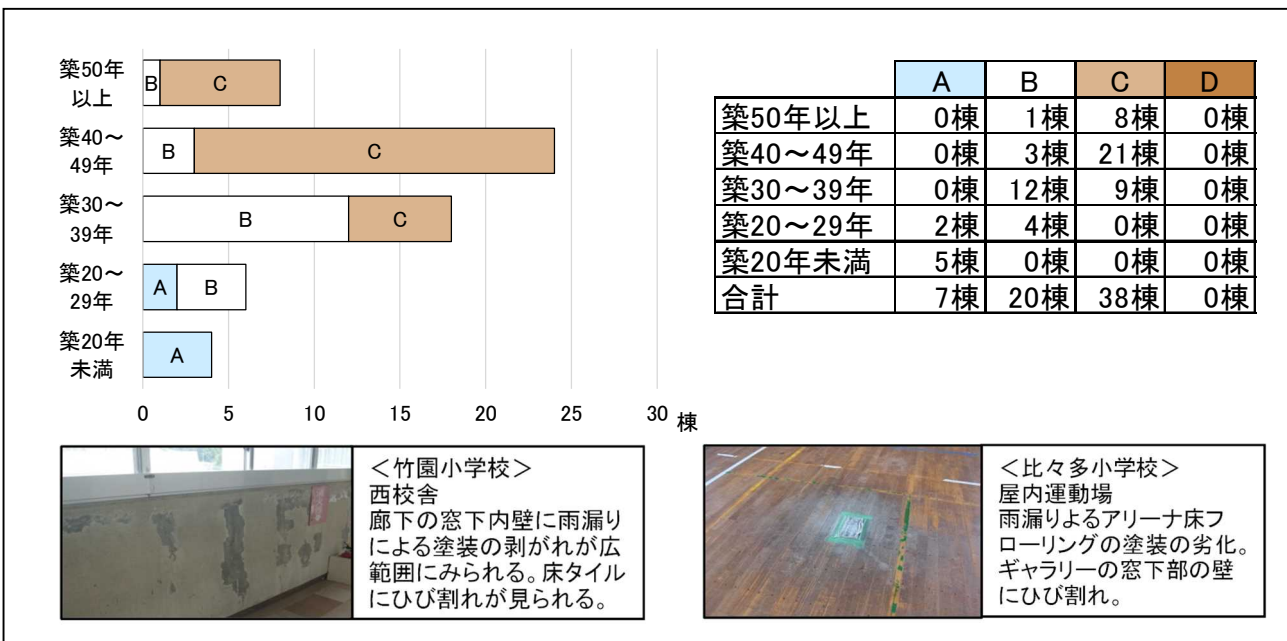 築50年
以上
B
C
築40～
49年
B
C
築30～
39年
B
C
築20～
29年
A
B
築20年
未満
A
0 5 10 15 20 25 30 棟
A B C D
築50年以上 0棟 1棟 8棟 0棟
築40～49年 0棟 3棟 21棟 0棟
築30～39年 0棟 12棟 9棟 0棟
築20～29年 2棟 4棟 0棟 0棟
築20年未満 5棟 0棟 0棟 0棟
合計 7棟 20棟 38棟 0棟
＜竹園小学校＞
西校舎
廊下の窓下内壁に雨漏り
による塗装の剥がれが広
範囲にみられる。床タイル
にひび割れが見られる。
＜比々多小学校＞
屋内運動場
雨漏りよるアリーナ床フ
ローリングの塗装の劣化。
ギャラリーの窓下部の壁
にひび割れ。